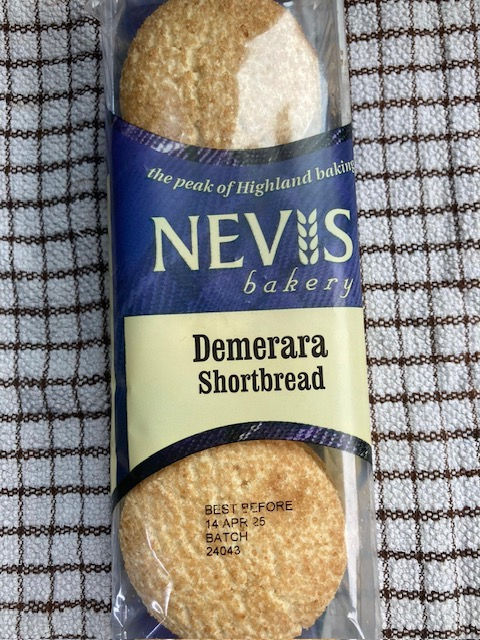 the peak of Highland baking
NEVIS
bakery
Demerara
Shortbread
BEST BEFORE
14 APR 25
BATCH
24043